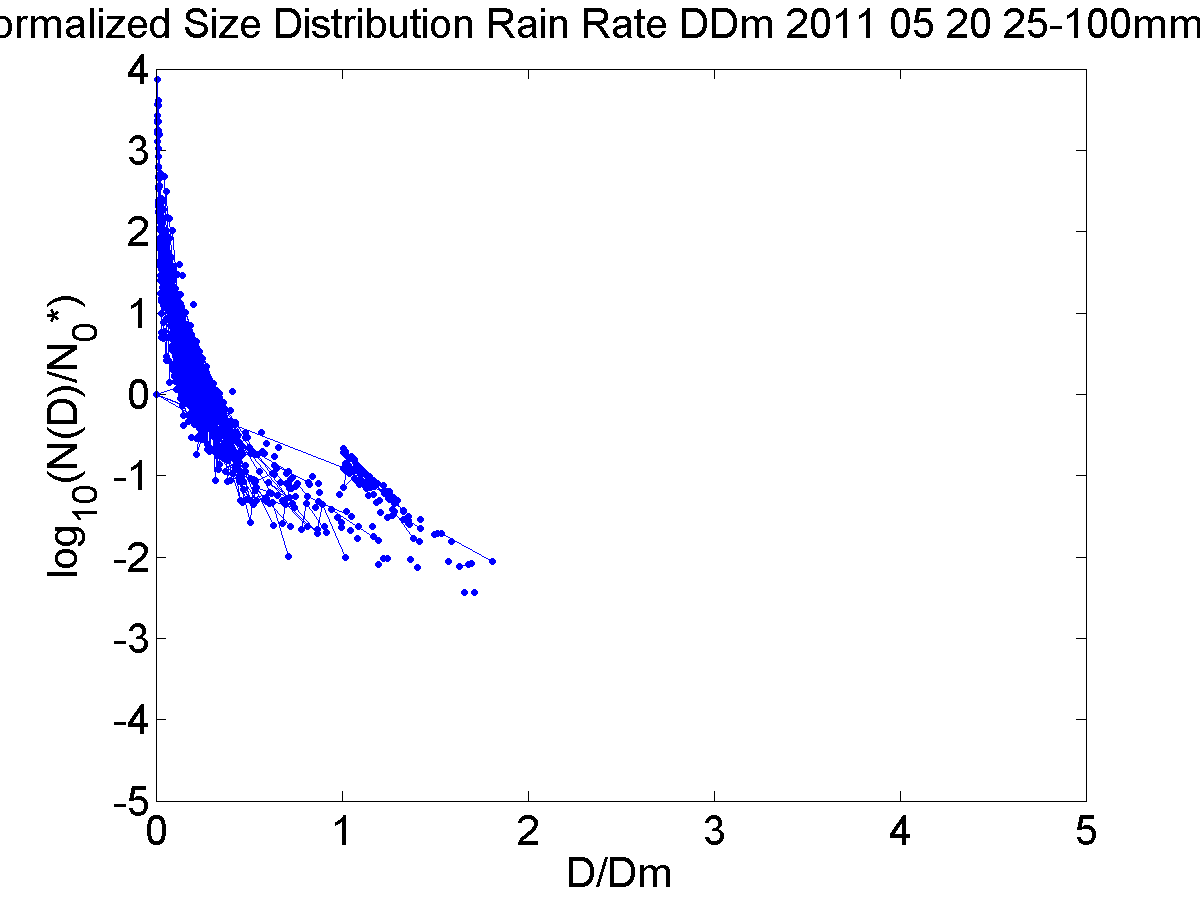 ormalized Size Distribution Rain Rate DDm 2011 05 20 25-100mm
4
3
2
1
0
-1
-2
-3
-4
-5
log10(N(D)/N0*)
0 1 2 3 4 5
D/Dm